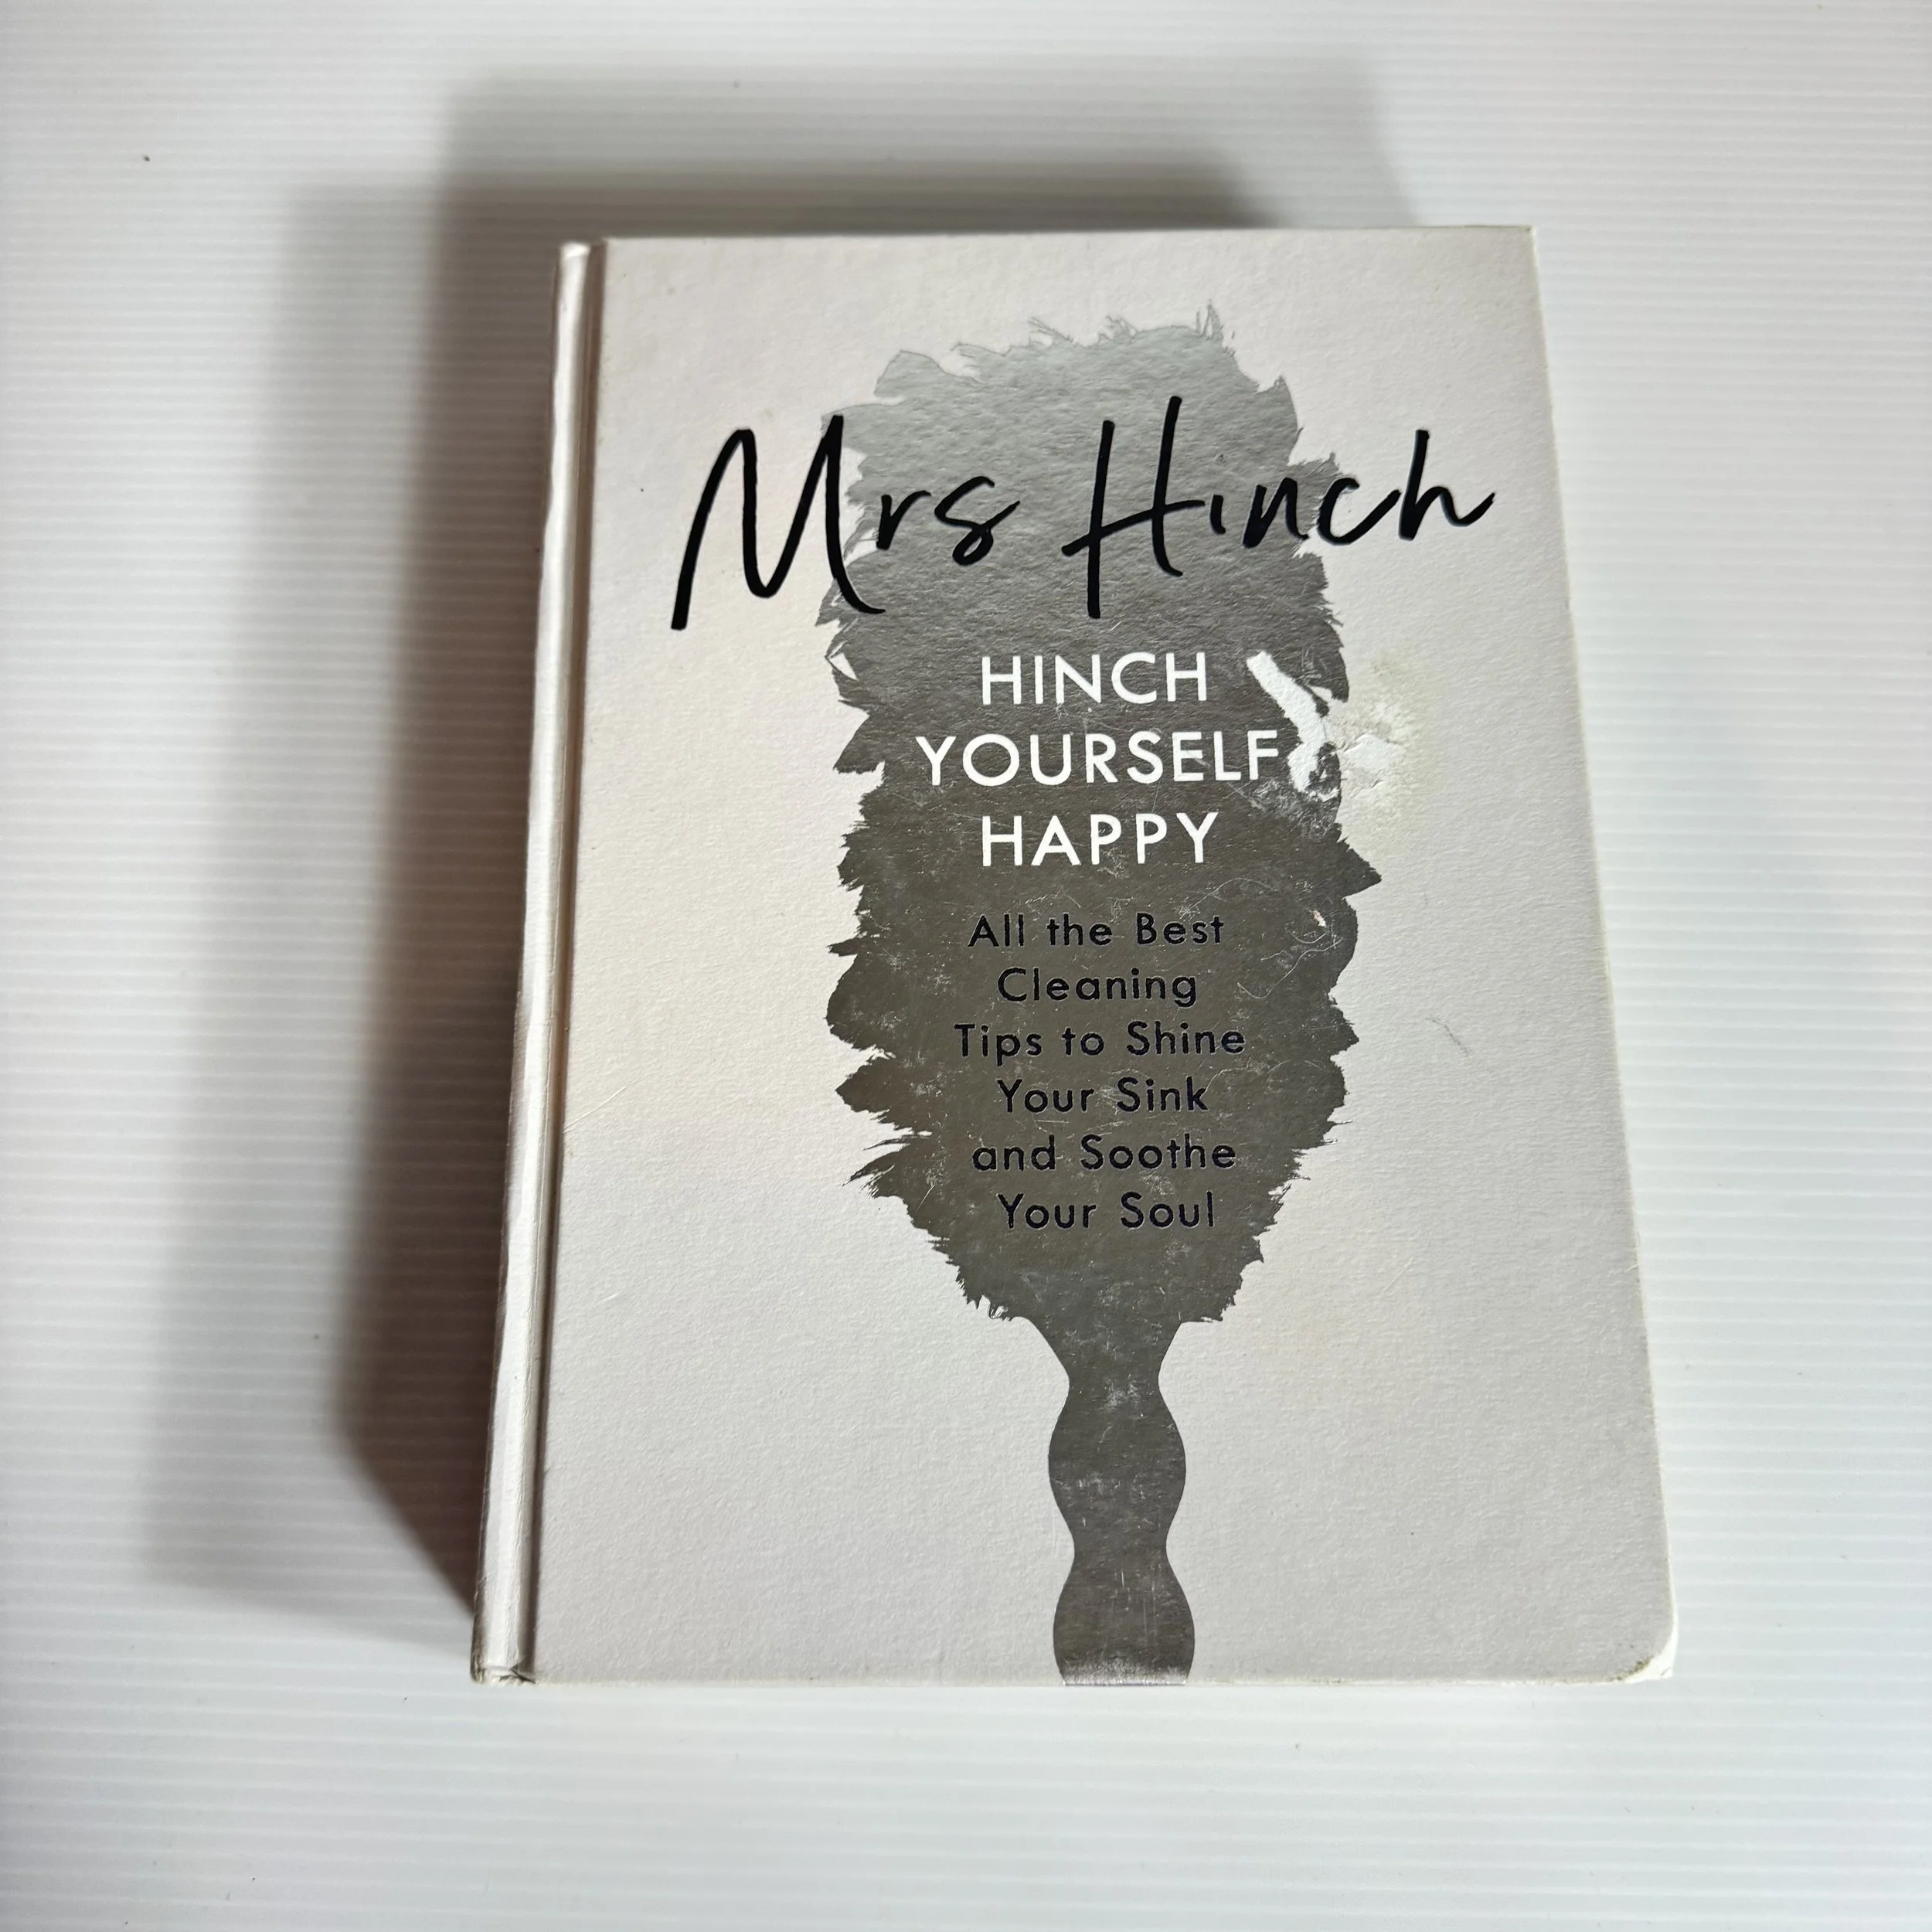 Mrs Hinch
HINCH
YOURSELF
HAPPY
All the Best
Cleaning
Tips to Shine
Your Sink
and Soothe
Your Soul